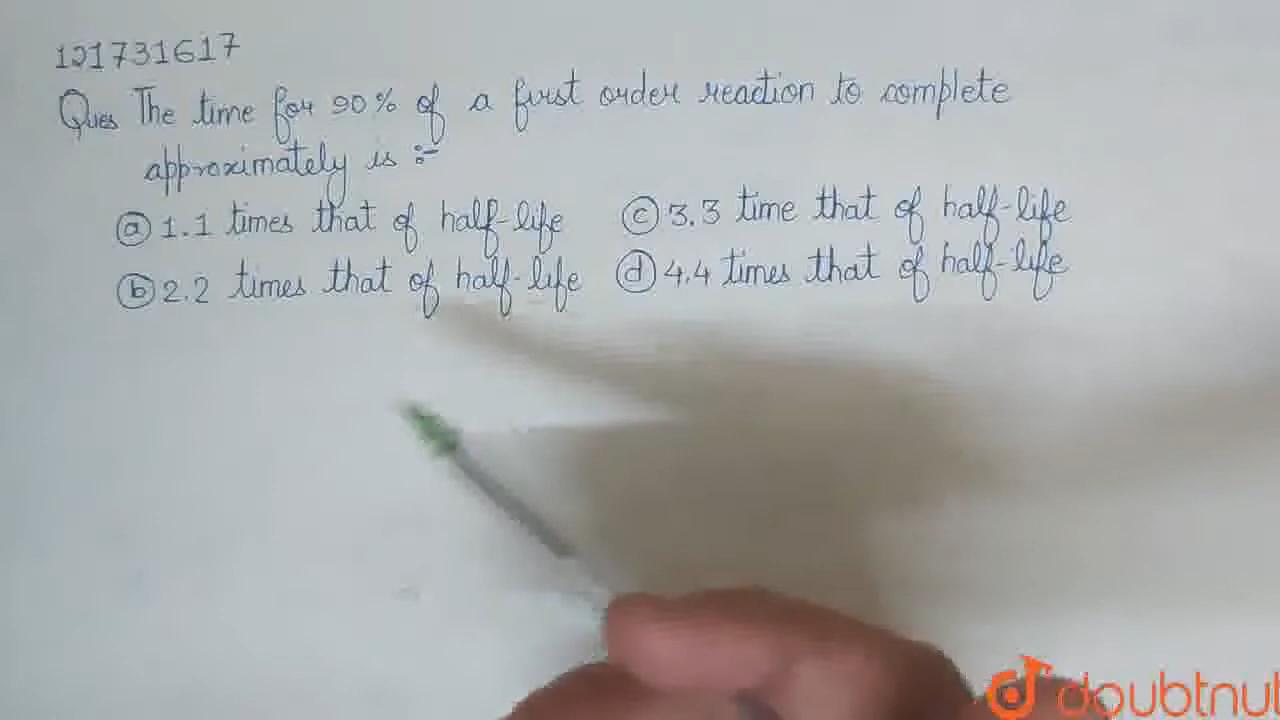 121731617
Ques The time for 90% of a first order reaction to complete
approximately is :-
(a) 1.1 times that of half-life (c) 3.3 time that of half-life
(b) 2.2 times that of half-life (d) 4.4 times that of half-life
doubtnut